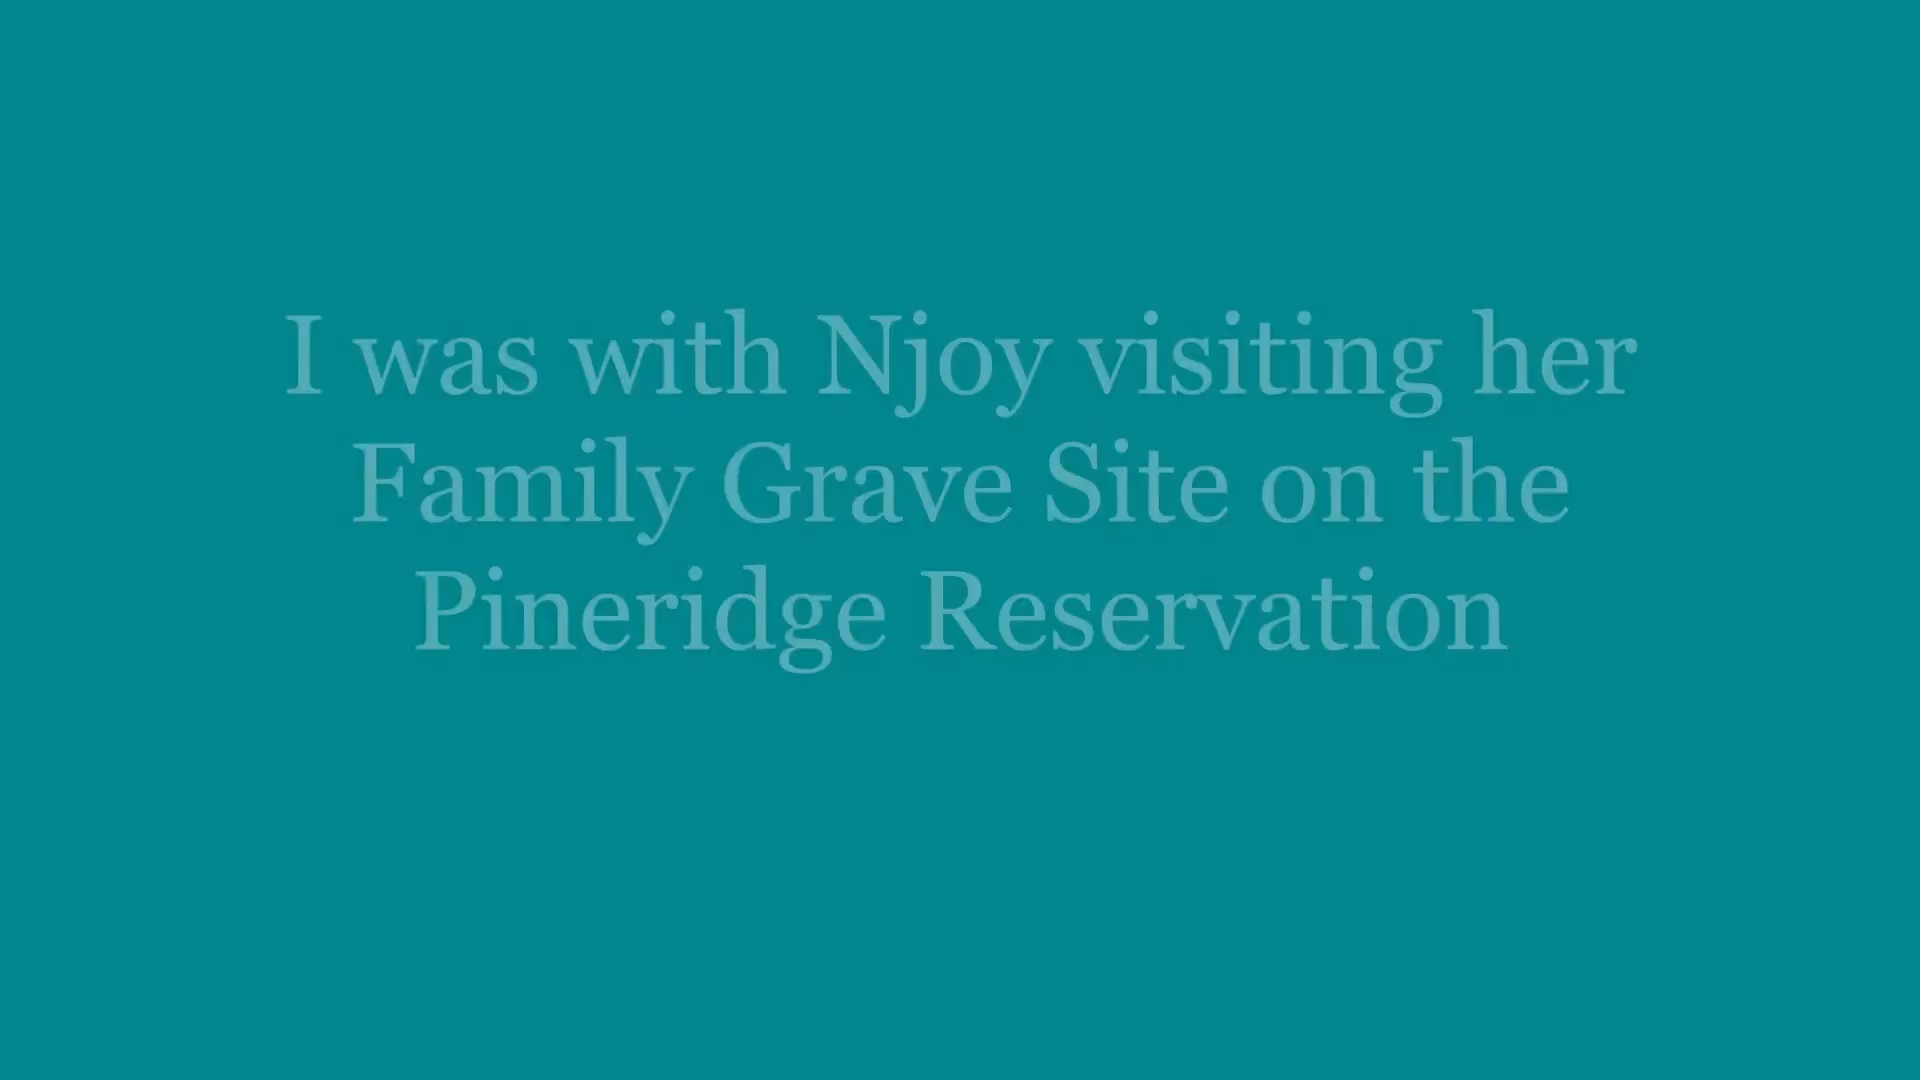 I was with Njoy visiting her
Family Grave Site on the
Pineridge Reservation